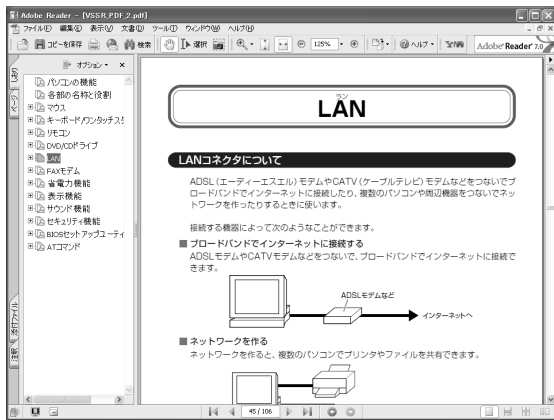 Adobe Reader - [VSSR_PDF_2.pdf]
ファイル(F) 編集(E) 表示(V) 文書(D) ツール(T) ウィンドウ(W) ヘルプ(H)
コピーを保存 検索 選択 125% ヘルプ Adobe Reader 7.0
しおり
オプション
ページ
パソコンの機能
各部の名称と役割
マウス
キーボード/ワンタッチスタ
リモコン
DVD/CDドライブ
LAN
FAXモデム
省電力機能
表示機能
サウンド機能
セキュリティ機能
BIOSセットアップユーティ
ATコマンド
添付ファイル
注釈
ラン
LAN
LANコネクタについて
ADSL(エーディーエスエル)モデムやCATV(ケーブルテレビ)モデムなどをつないでブ
ロードバンドでインターネットに接続したり、複数のパソコンや周辺機器をつないでネッ
トワークを作ったりするときに使います。
接続する機器によって次のようなことができます。
■ ブロードバンドでインターネットに接続する
ADSLモデムやCATVモデムなどをつないで、ブロードバンドでインターネットに接続で
きます。
ADSLモデムなど
インターネットへ
■ ネットワークを作る
ネットワークを作ると、複数のパソコンでプリンタやファイルを共有できます。
45 / 106